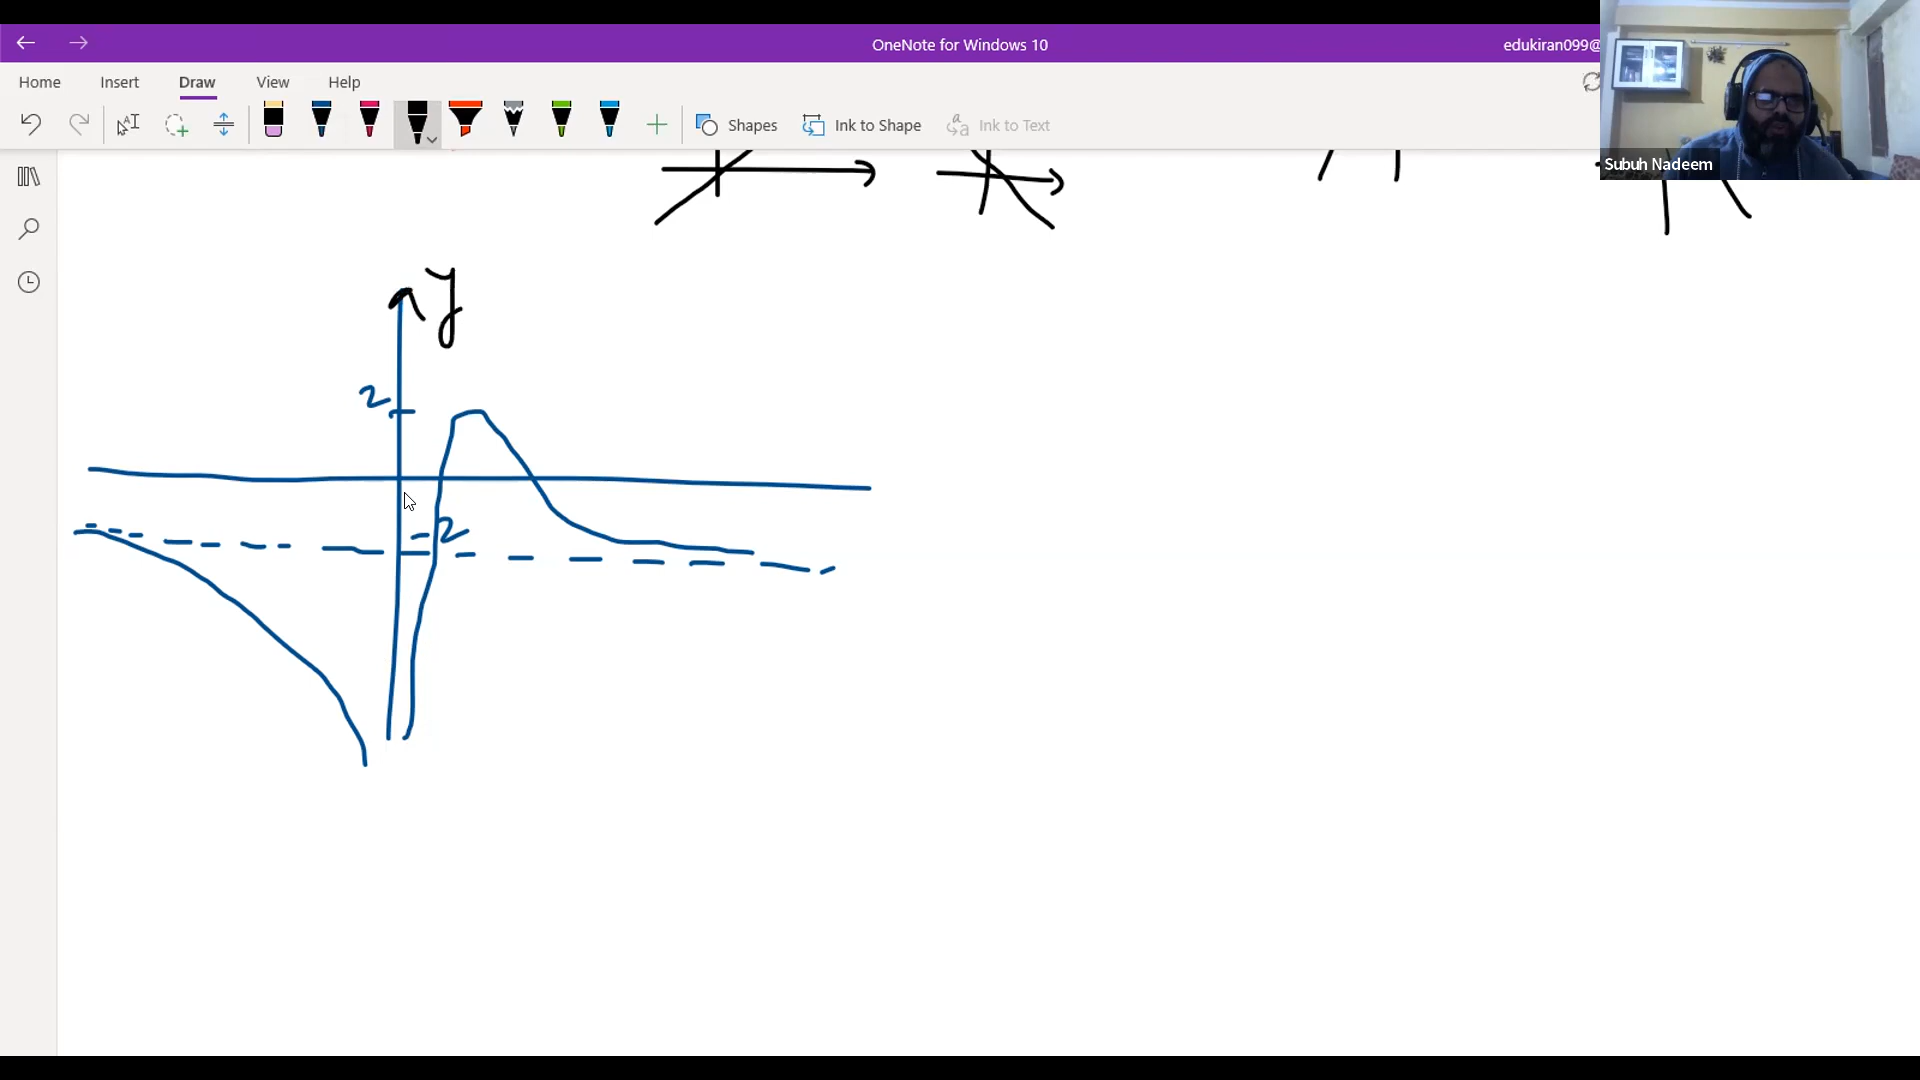 OneNote for Windows 10
edukiran099@
Home Insert Draw View Help
Shapes Ink to Shape Ink to Text
Subuh Nadeem
y
2
-2